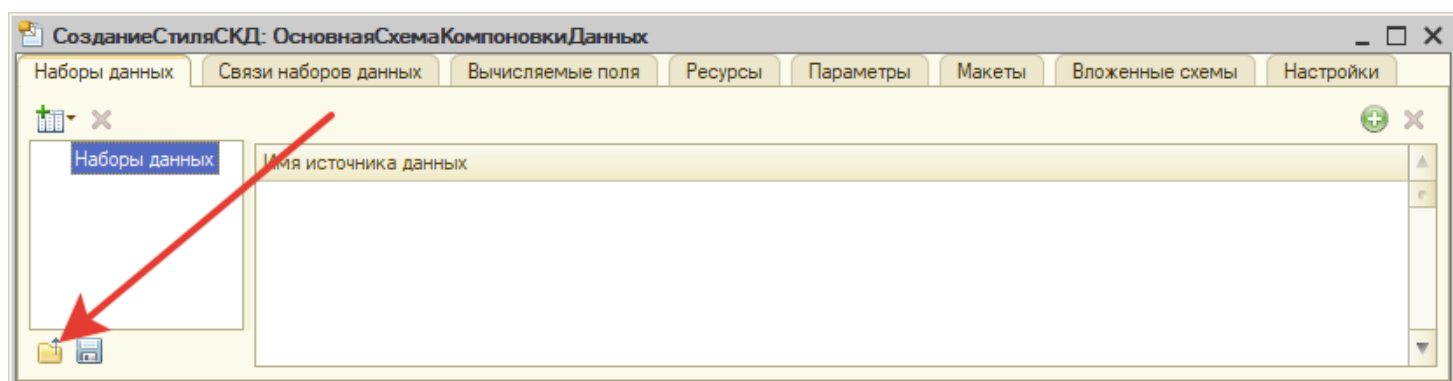 СозданиеСтиляСКД: ОсновнаяСхемаКомпоновкиДанных
Наборы данных Связи наборов данных Вычисляемые поля Ресурсы Параметры Макеты Вложенные схемы Настройки
Наборы данных Имя источника данных